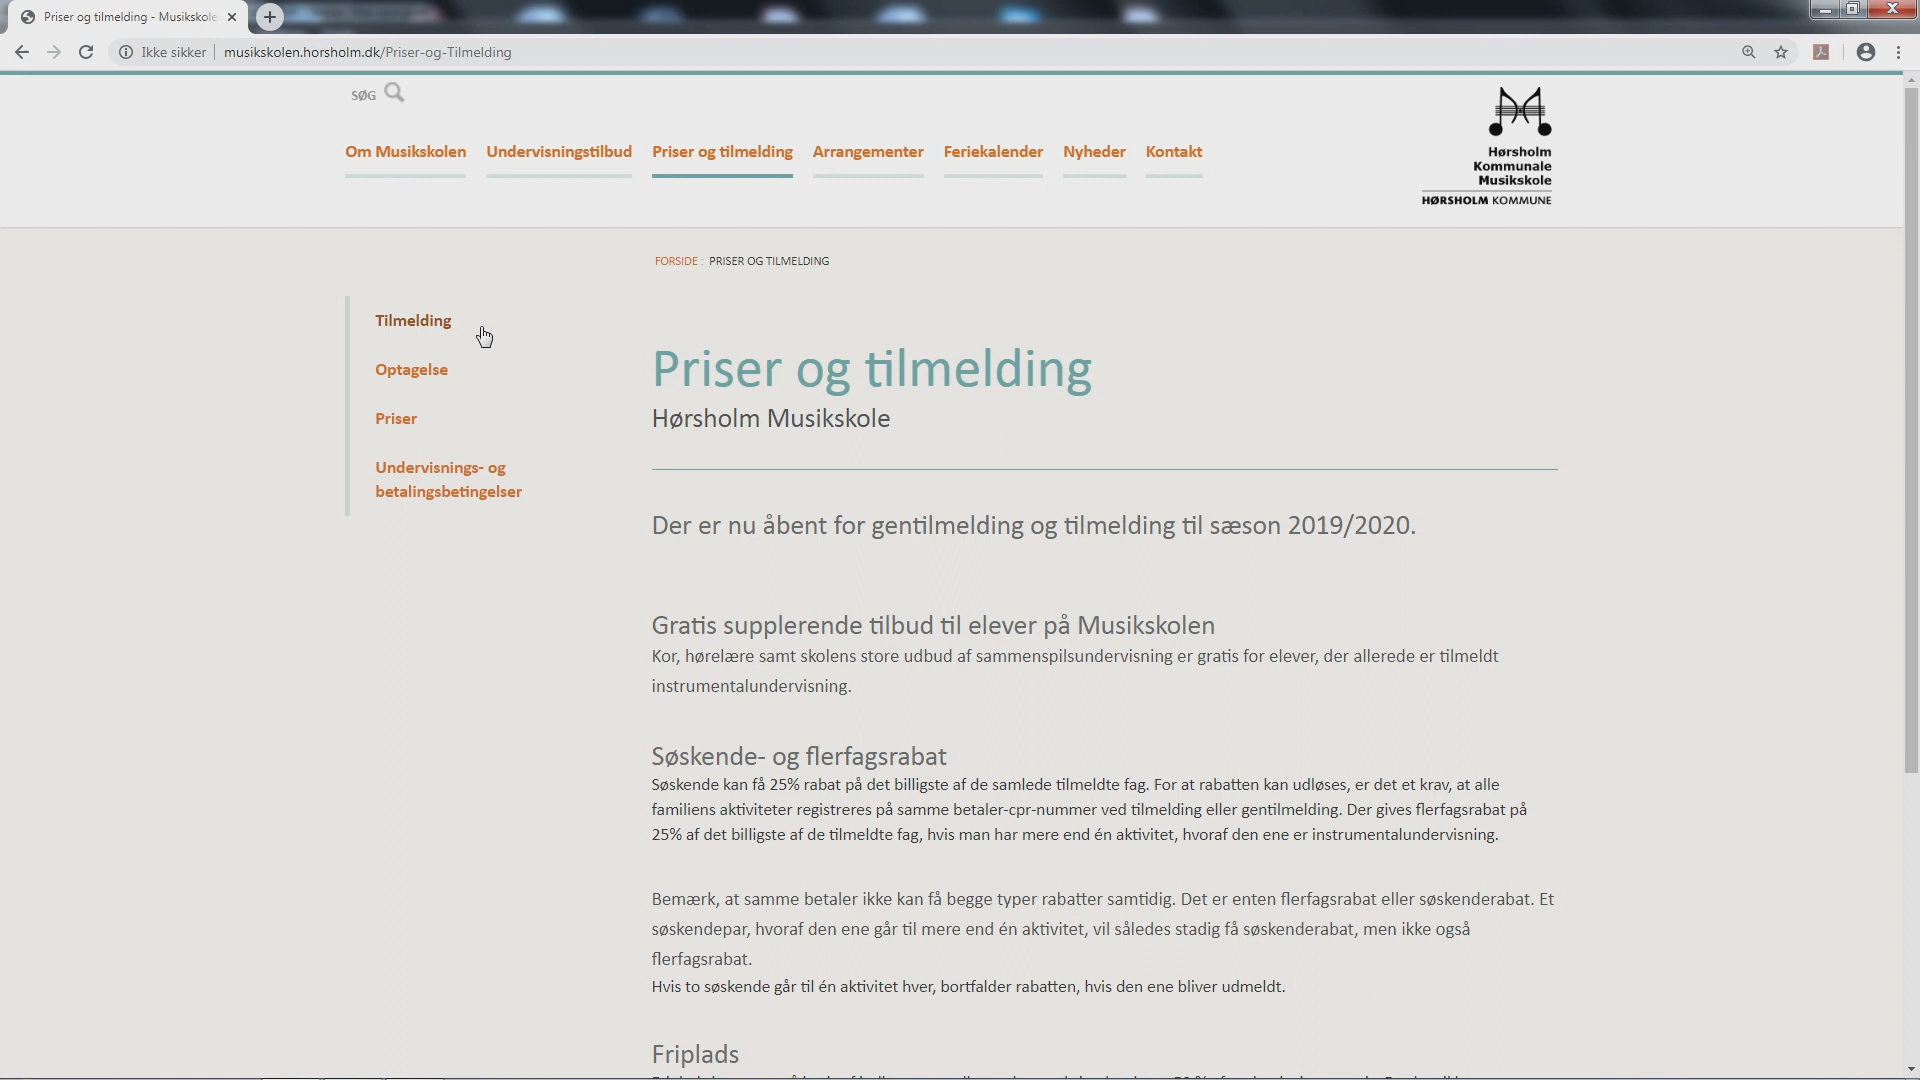 Priser og tilmelding - Musikskole
Ikke sikker
musikskolen.horsholm.dk/Priser-og-Tilmelding
SØG
Om Musikskolen
Undervisningstilbud
Priser og tilmelding
Arrangementer
Feriekalender
Nyheder
Kontakt
Hørsholm
Kommunale
Musikskole
HØRSHOLM KOMMUNE
FORSIDE : PRISER OG TILMELDING
Tilmelding
Optagelse
Priser
Undervisnings- og
betalingsbetingelser
Priser og tilmelding
Hørsholm Musikskole
Der er nu åbent for gentilmelding og tilmelding til sæson 2019/2020.
Gratis supplerende tilbud til elever på Musikskolen
Kor, hørelære samt skolens store udbud af sammenspilsundervisning er gratis for elever, der allerede er tilmeldt
instrumentalundervisning.
Søskende- og flerfagsrabat
Søskende kan få 25% rabat på det billigste af de samlede tilmeldte fag. For at rabatten kan udløses, er det et krav, at alle
familiens aktiviteter registreres på samme betaler-cpr-nummer ved tilmelding eller gentilmelding. Der gives flerfagsrabat på
25% af det billigste af de tilmeldte fag, hvis man har mere end én aktivitet, hvoraf den ene er instrumentalundervisning.
Bemærk, at samme betaler ikke kan få begge typer rabatter samtidig. Det er enten flerfagsrabat eller søskenderabat. Et
søskendepar, hvoraf den ene går til mere end én aktivitet, vil således stadig få søskenderabat, men ikke også
flerfagsrabat.
Hvis to søskende går til én aktivitet hver, bortfalder rabatten, hvis den ene bliver udmeldt.
Friplads